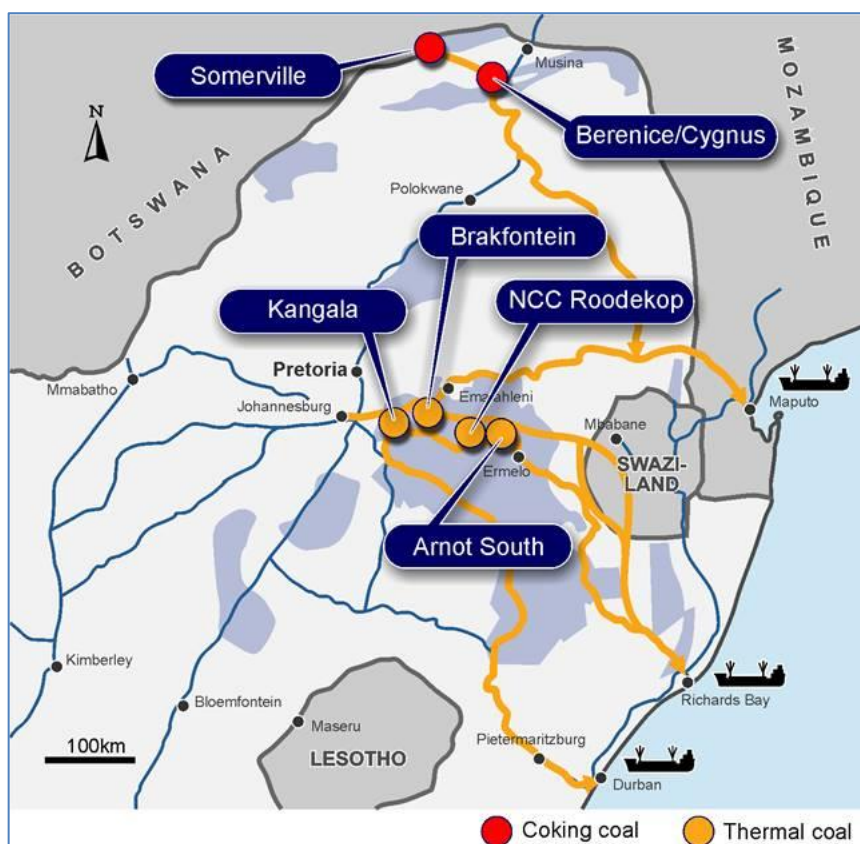 Somerville
Musina
Berenice/Cygnus
MOZAMBIQUE
N
BOTSWANA
Polokwane
Brakfontein
Kangala
NCC Roodekop
Pretoria
Mmabatho
Johannesburg
Emalahleni
Maputo
Mbabane
SWAZI-
LAND
Ermelo
Arnot South
Kimberley
Richards Bay
Bloemfontein
Maseru
Pietermaritzburg
100km
LESOTHO
Durban
Coking coal
Thermal coal